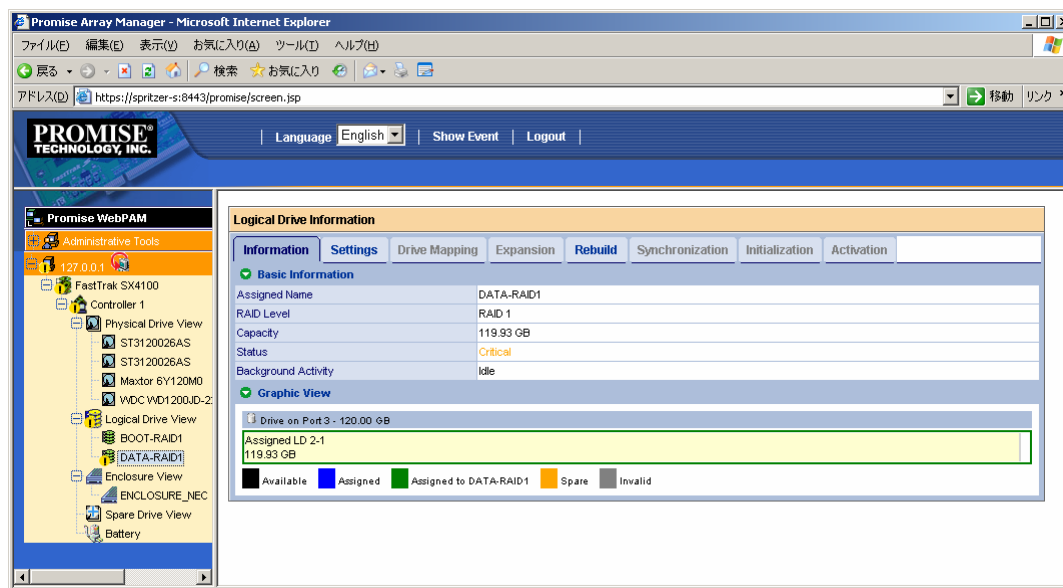 Promise Array Manager - Microsoft Internet Explorer
ファイル(F) 編集(E) 表示(V) お気に入り(A) ツール(T) ヘルプ(H)
戻る 検索 お気に入り
アドレス(D) https://spritzer-s:8443/promise/screen.jsp 移動 リンク
PROMISE®
TECHNOLOGY, INC.
| Language English | Show Event | Logout |
Promise WebPAM
Administrative Tools
127.0.0.1
FastTrak SX4100
Controller 1
Physical Drive View
ST3120026AS
ST3120026AS
Maxtor 6Y120M0
WDC WD1200JD-2
Logical Drive View
BOOT-RAID1
DATA-RAID1
Enclosure View
ENCLOSURE_NEC
Spare Drive View
Battery
Logical Drive Information
Information Settings Drive Mapping Expansion Rebuild Synchronization Initialization Activation
Basic Information
Assigned Name DATA-RAID1
RAID Level RAID 1
Capacity 119.93 GB
Status Critical
Background Activity Idle
Graphic View
Drive on Port 3 - 120.00 GB
Assigned LD 2-1
119.93 GB
Available Assigned Assigned to DATA-RAID1 Spare Invalid